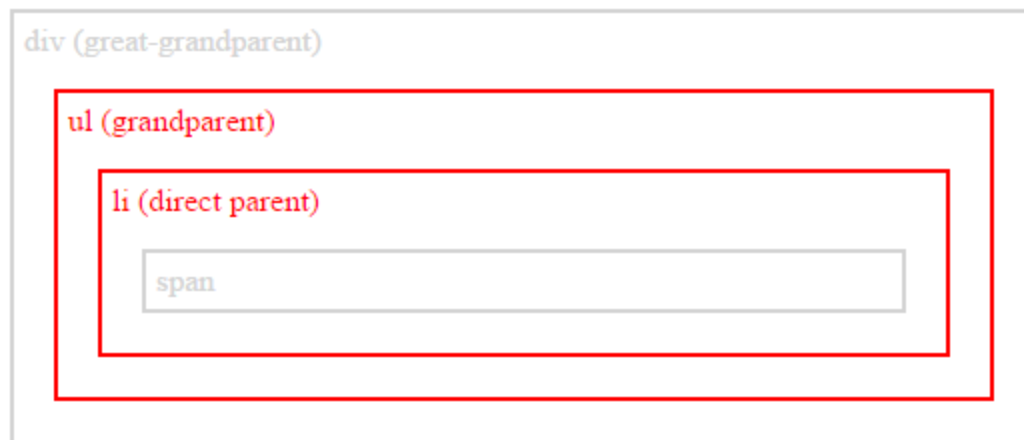 div (great-grandparent)
ul (grandparent)
li (direct parent)
span